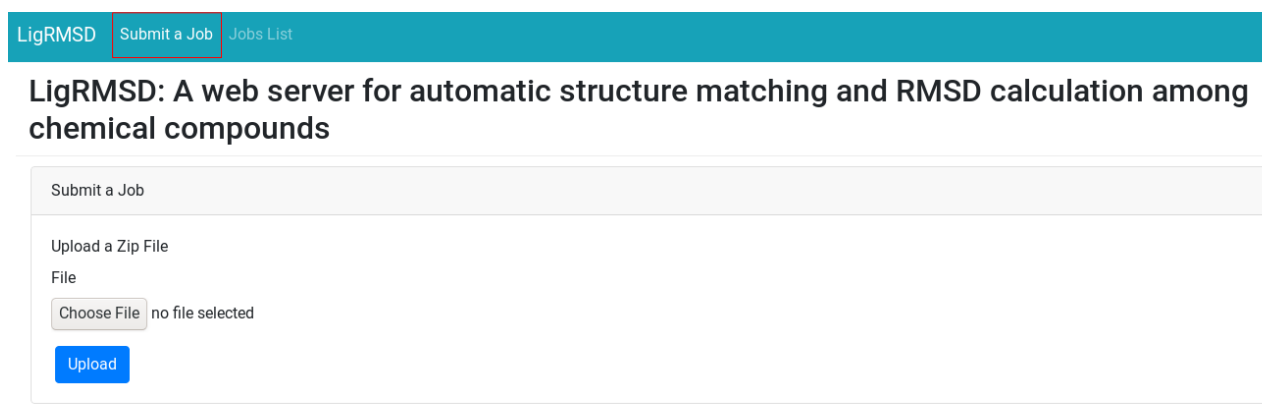 LigRMSD Submit a Job Jobs List
LigRMSD: A web server for automatic structure matching and RMSD calculation among
chemical compounds
Submit a Job
Upload a Zip File
File
Choose File no file selected
Upload